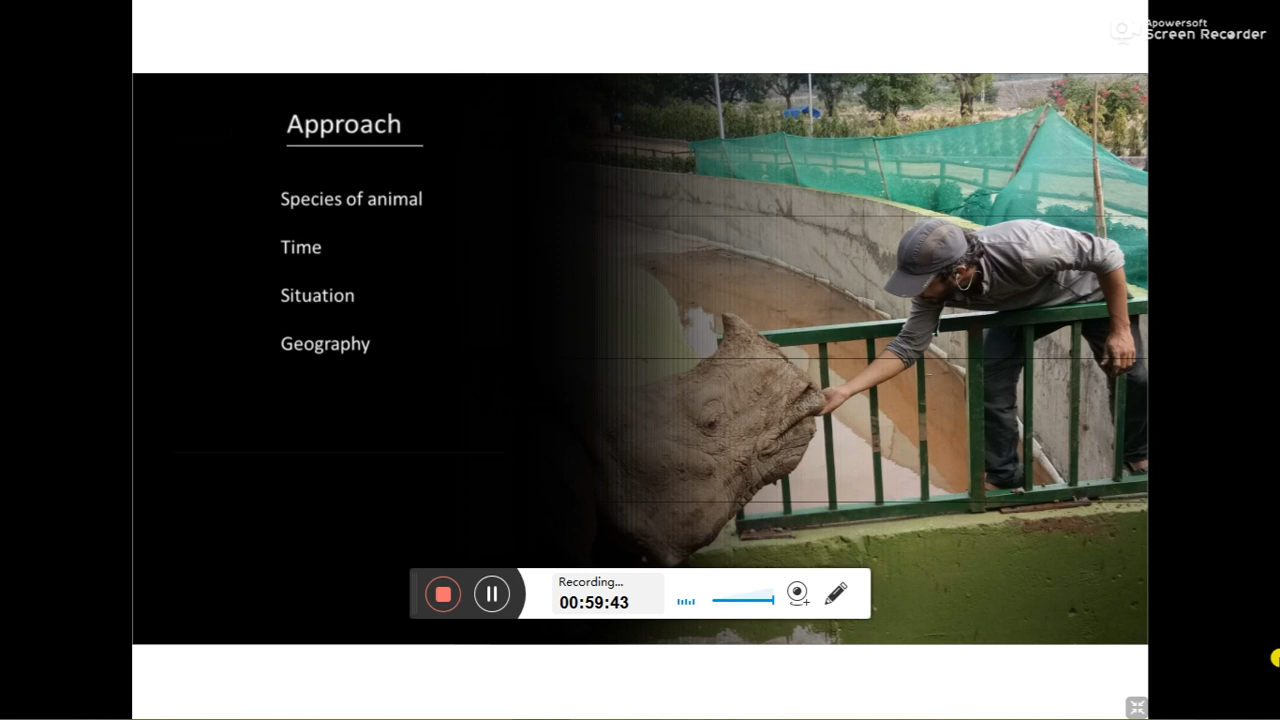 Apowersoft
Screen Recorder
Approach
Species of animal
Time
Situation
Geography
Recording...
00:59:43